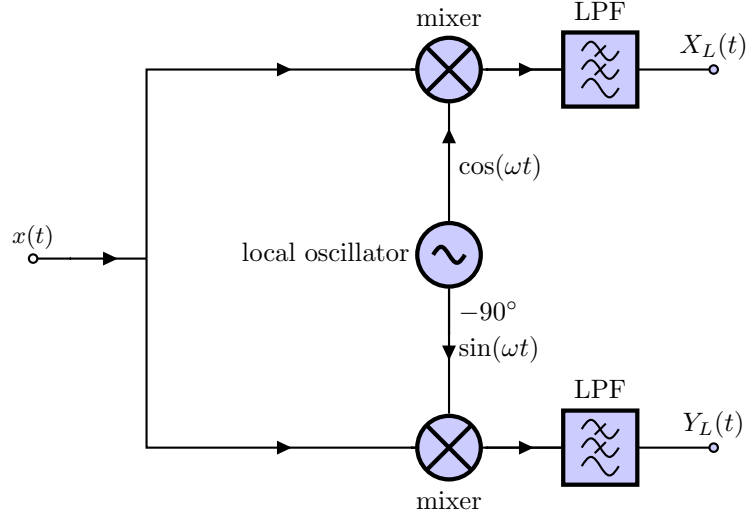 mixer
LPF
X_L(t)
cos(ωt)
x(t)
local oscillator
−90°
sin(ωt)
LPF
Y_L(t)
mixer